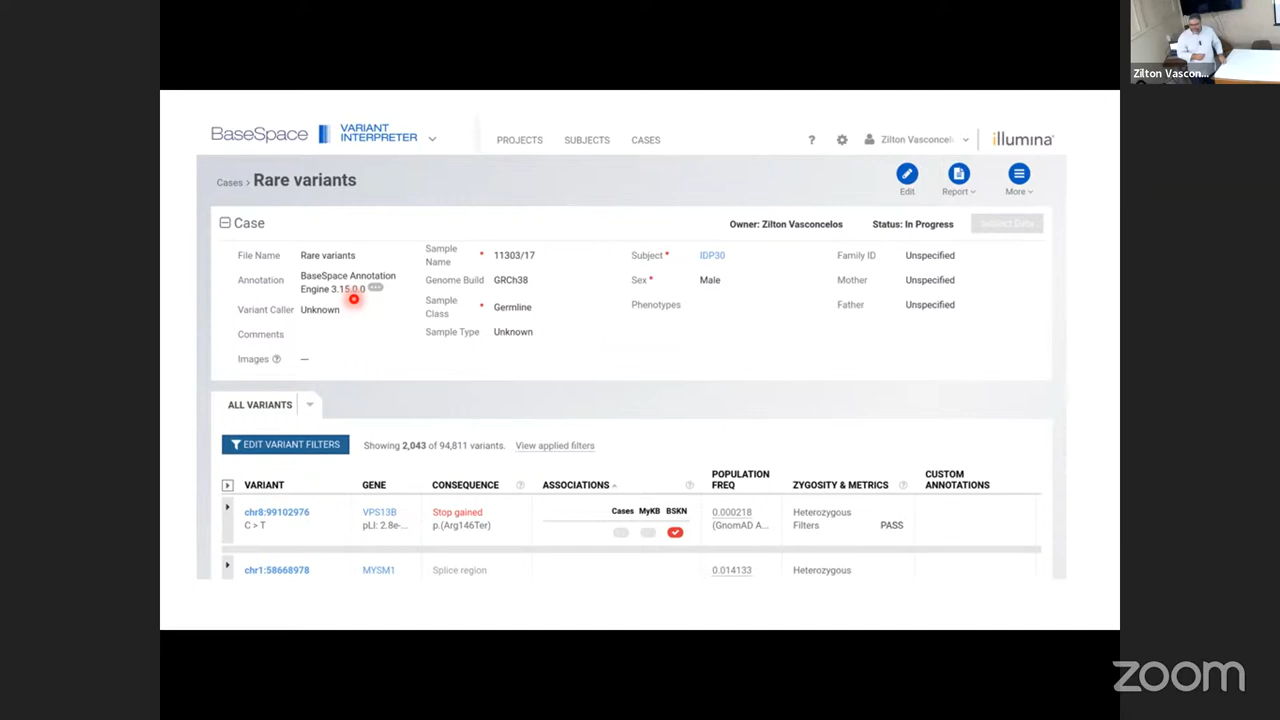 Zilton Vascon...
BaseSpace VARIANT INTERPRETER PROJECTS SUBJECTS CASES ? Zilton Vasconcel illumina
Cases › Rare variants
Edit Report More
Case Owner: Zilton Vasconcelos Status: In Progress
File Name Rare variants Sample Name * 11303/17 Subject * IDP30 Family ID Unspecified
Annotation BaseSpace Annotation Engine 3.15.0.0 Genome Build GRCh38 Sex * Male Mother Unspecified
Variant Caller Unknown Sample Class * Germline Phenotypes Father Unspecified
Comments Sample Type Unknown
Images ? —
ALL VARIANTS
EDIT VARIANT FILTERS Showing 2,043 of 94,811 variants. View applied filters
VARIANT GENE CONSEQUENCE ? ASSOCIATIONS ? POPULATION FREQ ZYGOSITY & METRICS ? CUSTOM ANNOTATIONS
chr8:99102976 VPS13B Stop gained Cases MyKB BSKN 0.000218 Heterozygous
C > T pLI: 2.8e-... p.(Arg146Ter) (GnomAD A... Filters PASS
chr1:58668978 MYSM1 Splice region 0.014133 Heterozygous
zoom